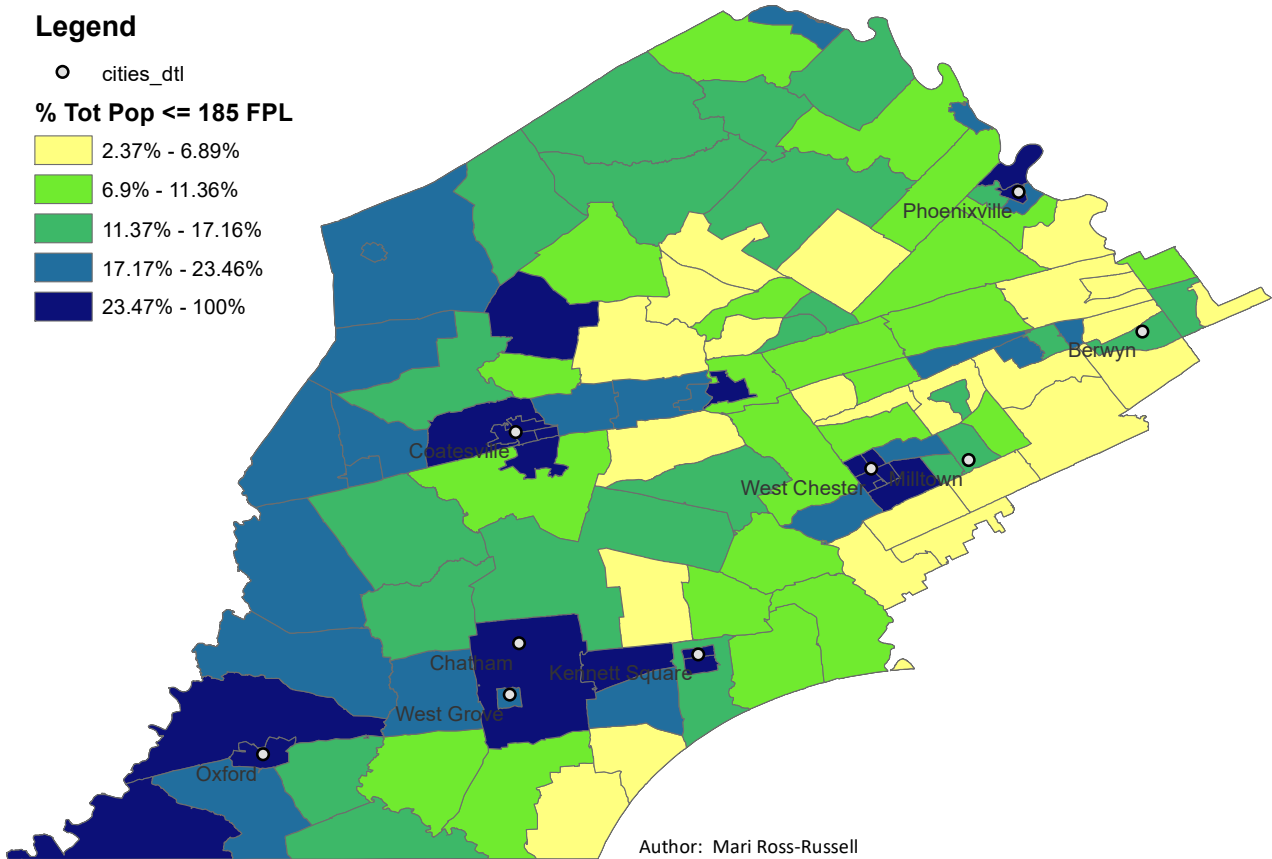 Legend
cities_dtl
% Tot Pop <= 185 FPL
2.37% - 6.89%
6.9% - 11.36%
11.37% - 17.16%
17.17% - 23.46%
23.47% - 100%
Phoenixville
Berwyn
Coatesville
West Chester
Milltown
Chatham
Kennett Square
West Grove
Oxford
Author: Mari Ross-Russell